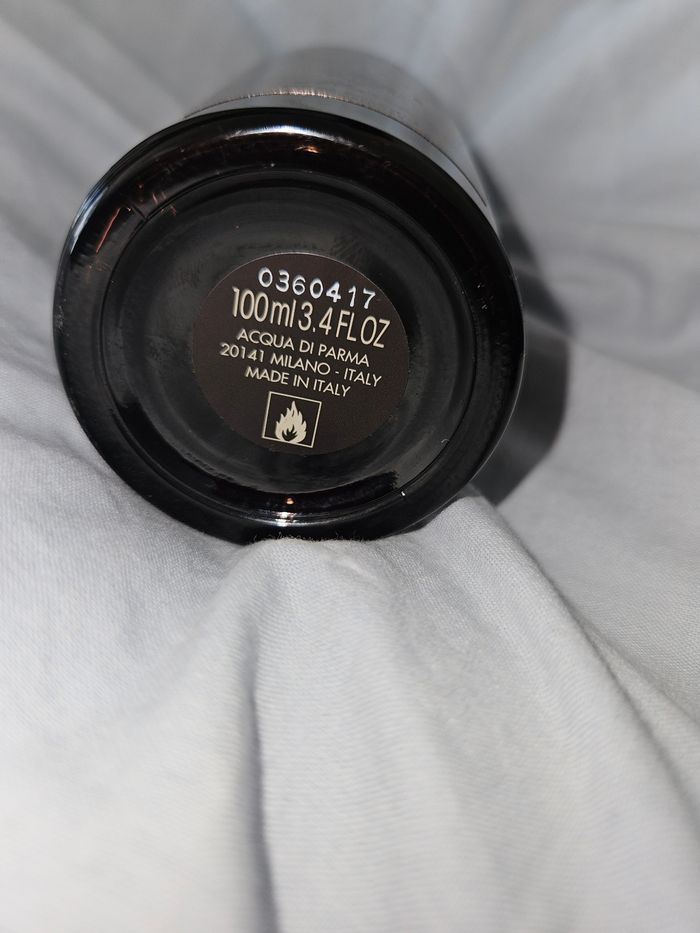 0360417
100ml 3.4 FL OZ
ACQUA DI PARMA
20141 MILANO - ITALY
MADE IN ITALY